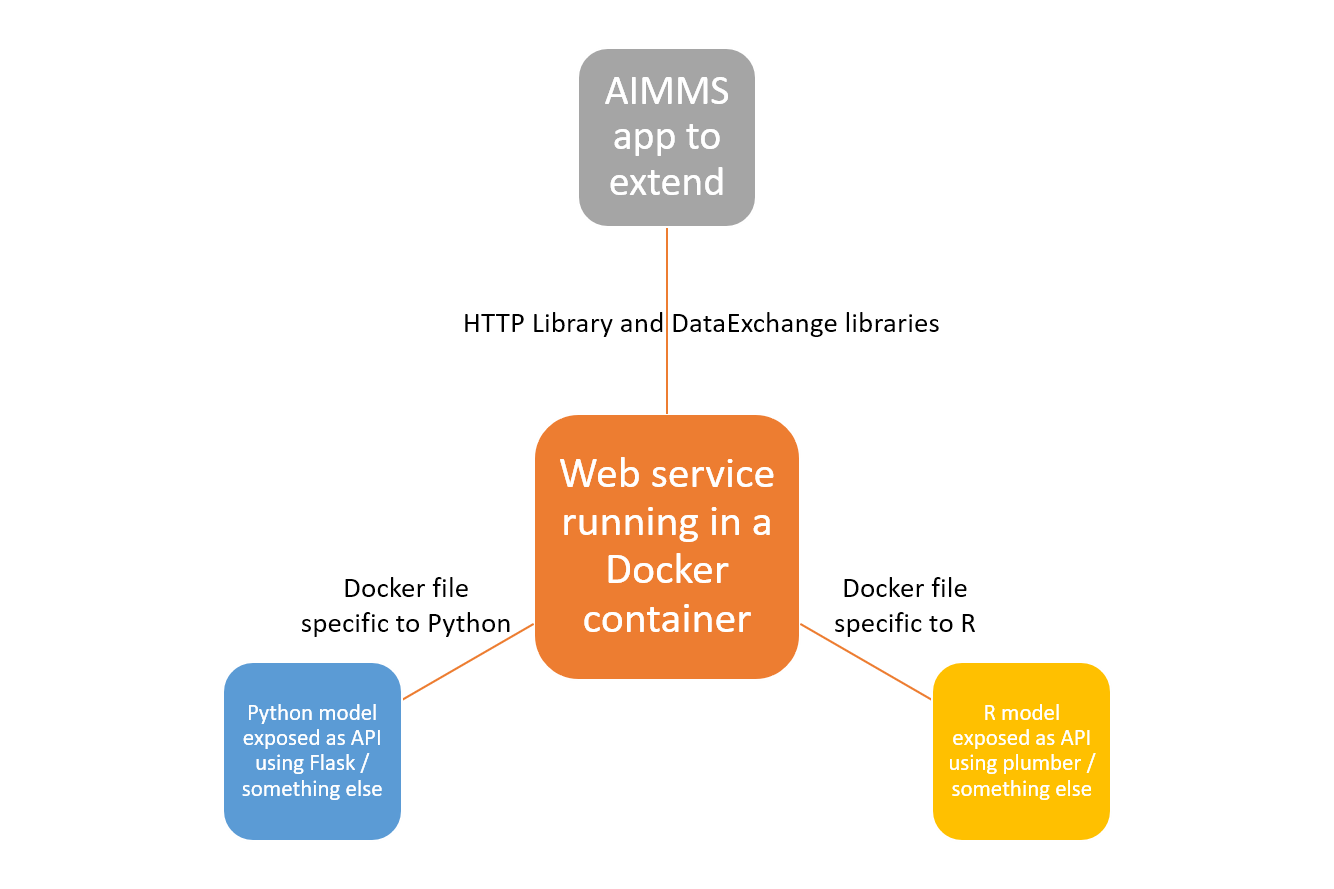 AIMMS
app to
extend
HTTP Library and DataExchange libraries
Web service
running in a
Docker
container
Docker file
specific to Python
Docker file
specific to R
Python model
exposed as API
using Flask /
something else
R model
exposed as API
using plumber /
something else